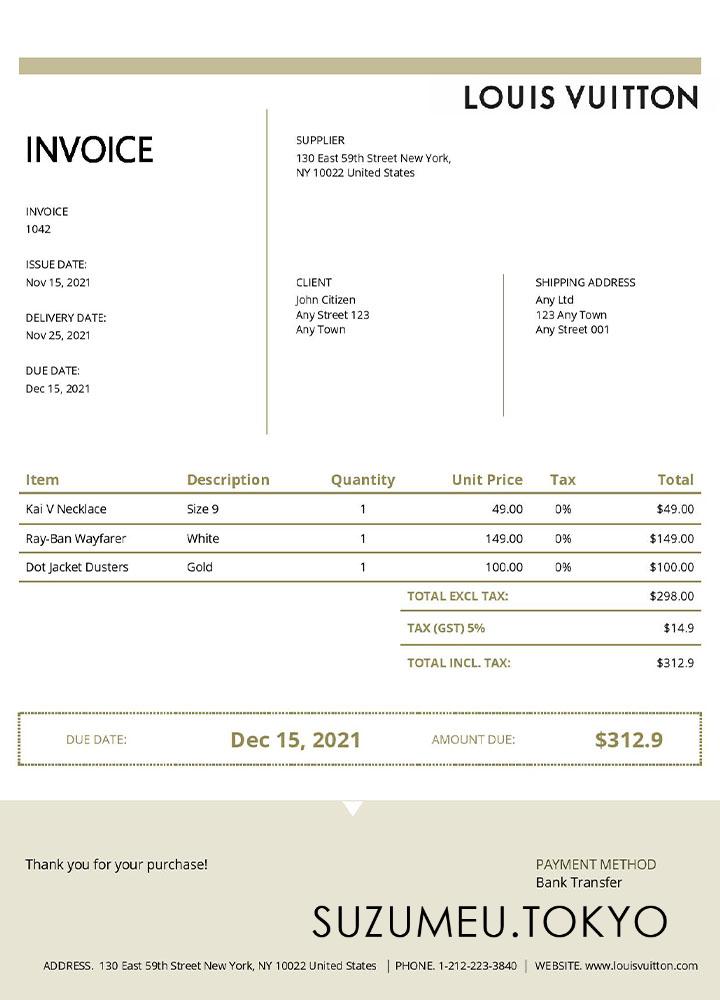 LOUIS VUITTON
INVOICE
INVOICE
1042
ISSUE DATE:
Nov 15, 2021
DELIVERY DATE:
Nov 25, 2021
DUE DATE:
Dec 15, 2021
SUPPLIER
130 East 59th Street New York,
NY 10022 United States
CLIENT
John Citizen
Any Street 123
Any Town
SHIPPING ADDRESS
Any Ltd
123 Any Town
Any Street 001
Item Description Quantity Unit Price Tax Total
Kai V Necklace Size 9 1 49.00 0% $49.00
Ray-Ban Wayfarer White 1 149.00 0% $149.00
Dot Jacket Dusters Gold 1 100.00 0% $100.00
TOTAL EXCL TAX: $298.00
TAX (GST) 5% $14.9
TOTAL INCL. TAX: $312.9
DUE DATE: Dec 15, 2021 AMOUNT DUE: $312.9
Thank you for your purchase!
PAYMENT METHOD
Bank Transfer
SUZUMEU.TOKYO
ADDRESS. 130 East 59th Street New York, NY 10022 United States | PHONE. 1-212-223-3840 | WEBSITE. www.louisvuitton.com